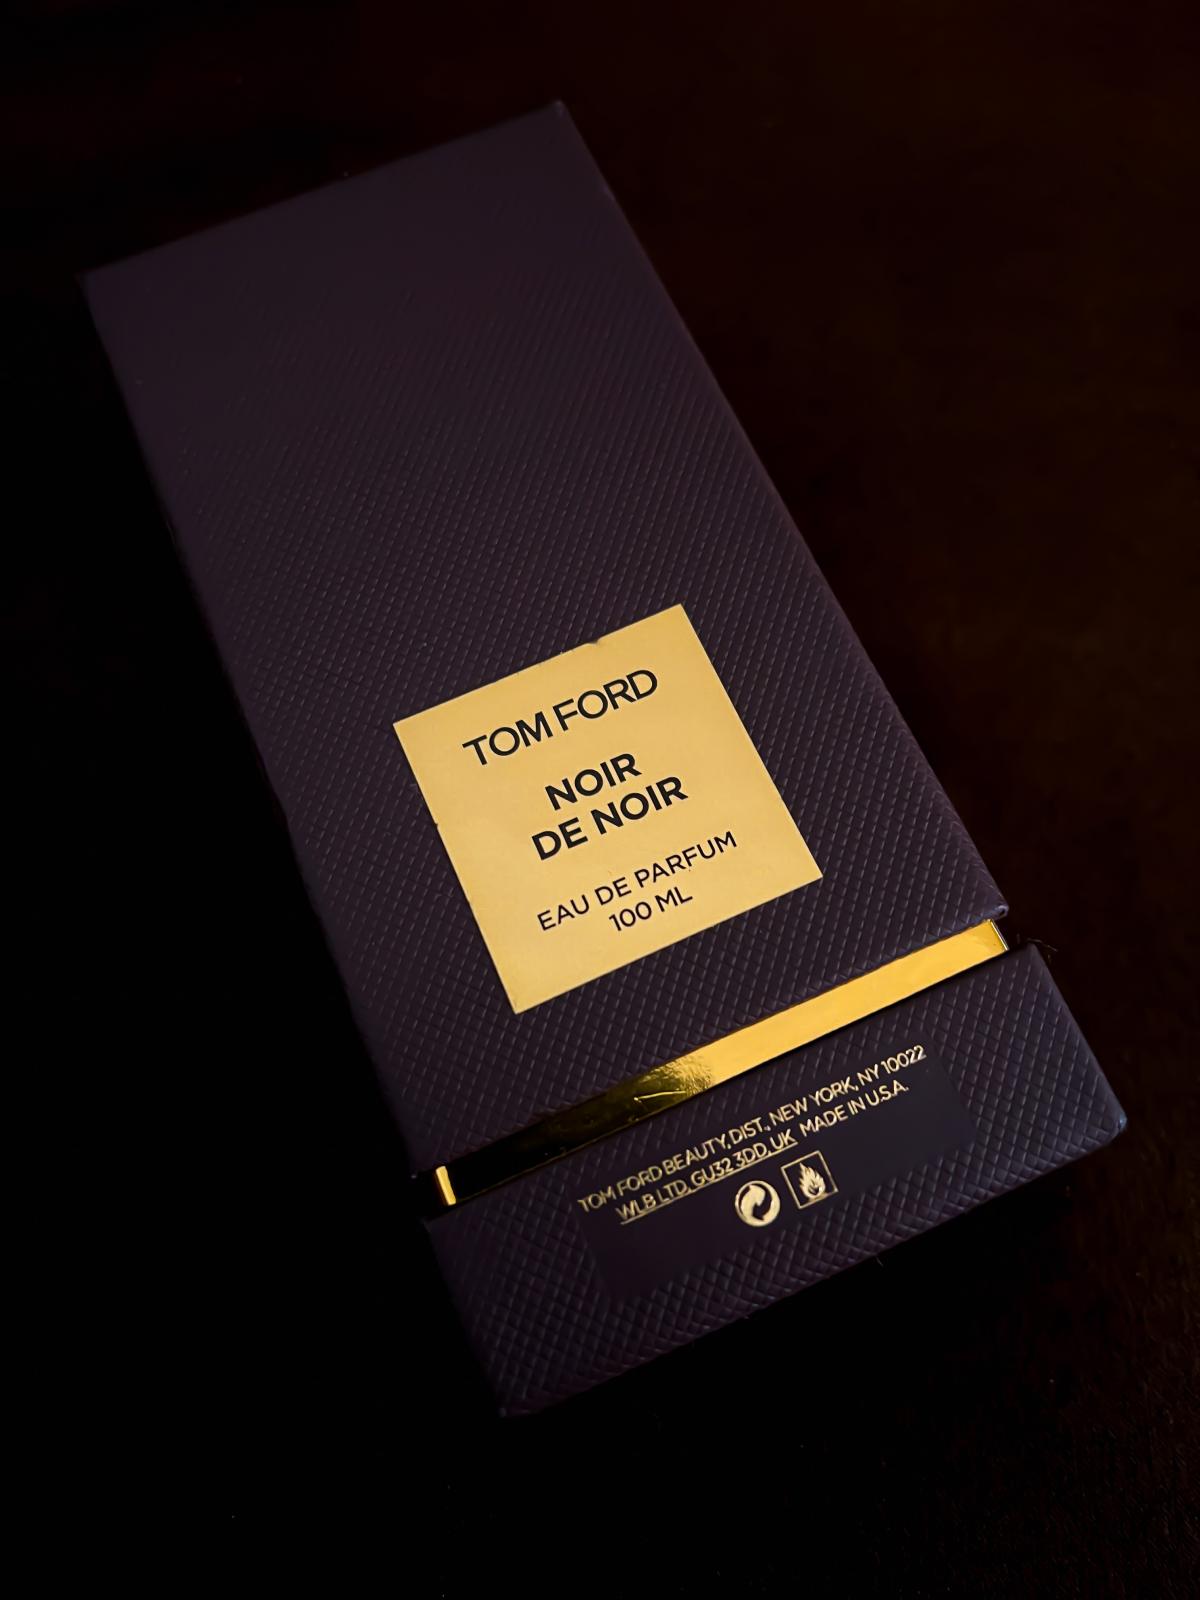 TOM FORD
NOIR
DE NOIR
EAU DE PARFUM
100 ML
TOM FORD BEAUTY, DIST., NEW YORK, NY 10022
WLB LTD, GU32 3DD, UK MADE IN U.S.A.